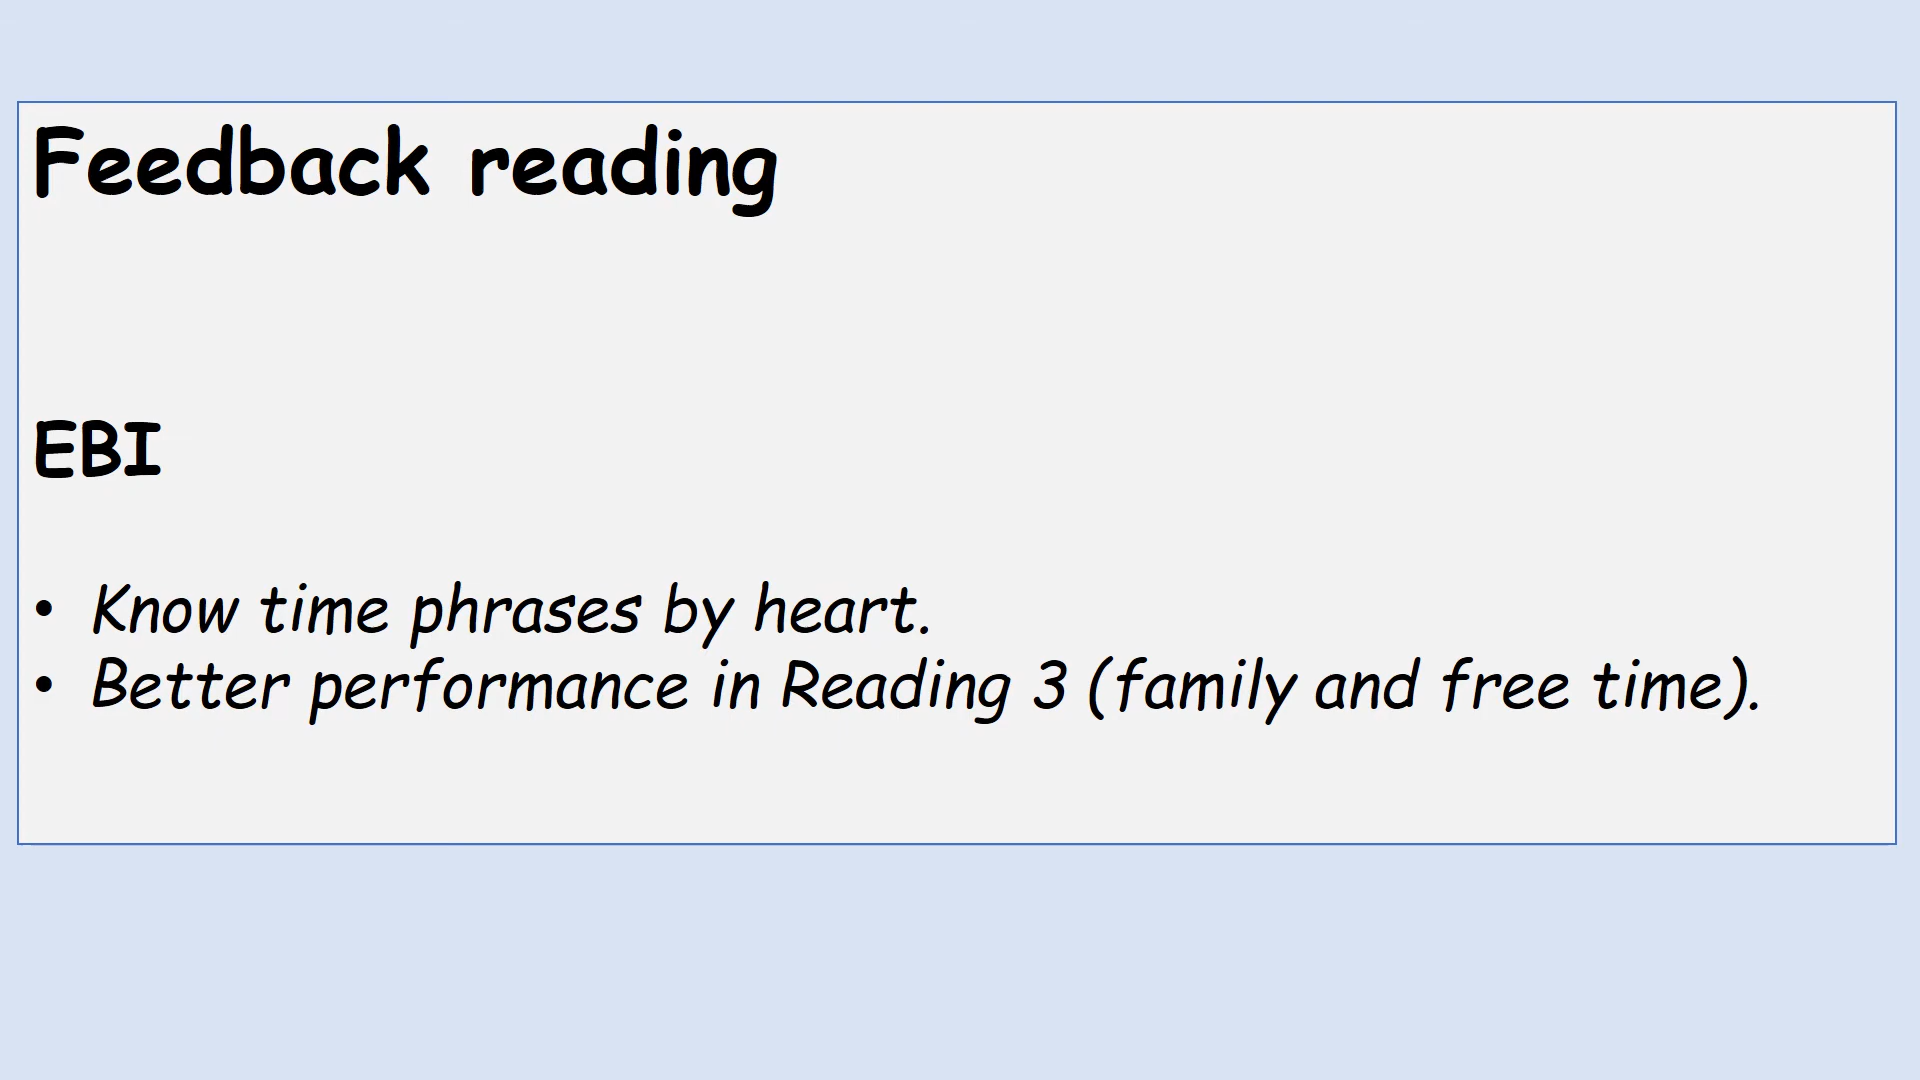 Feedback reading
EBI
• Know time phrases by heart.
• Better performance in Reading 3 (family and free time).